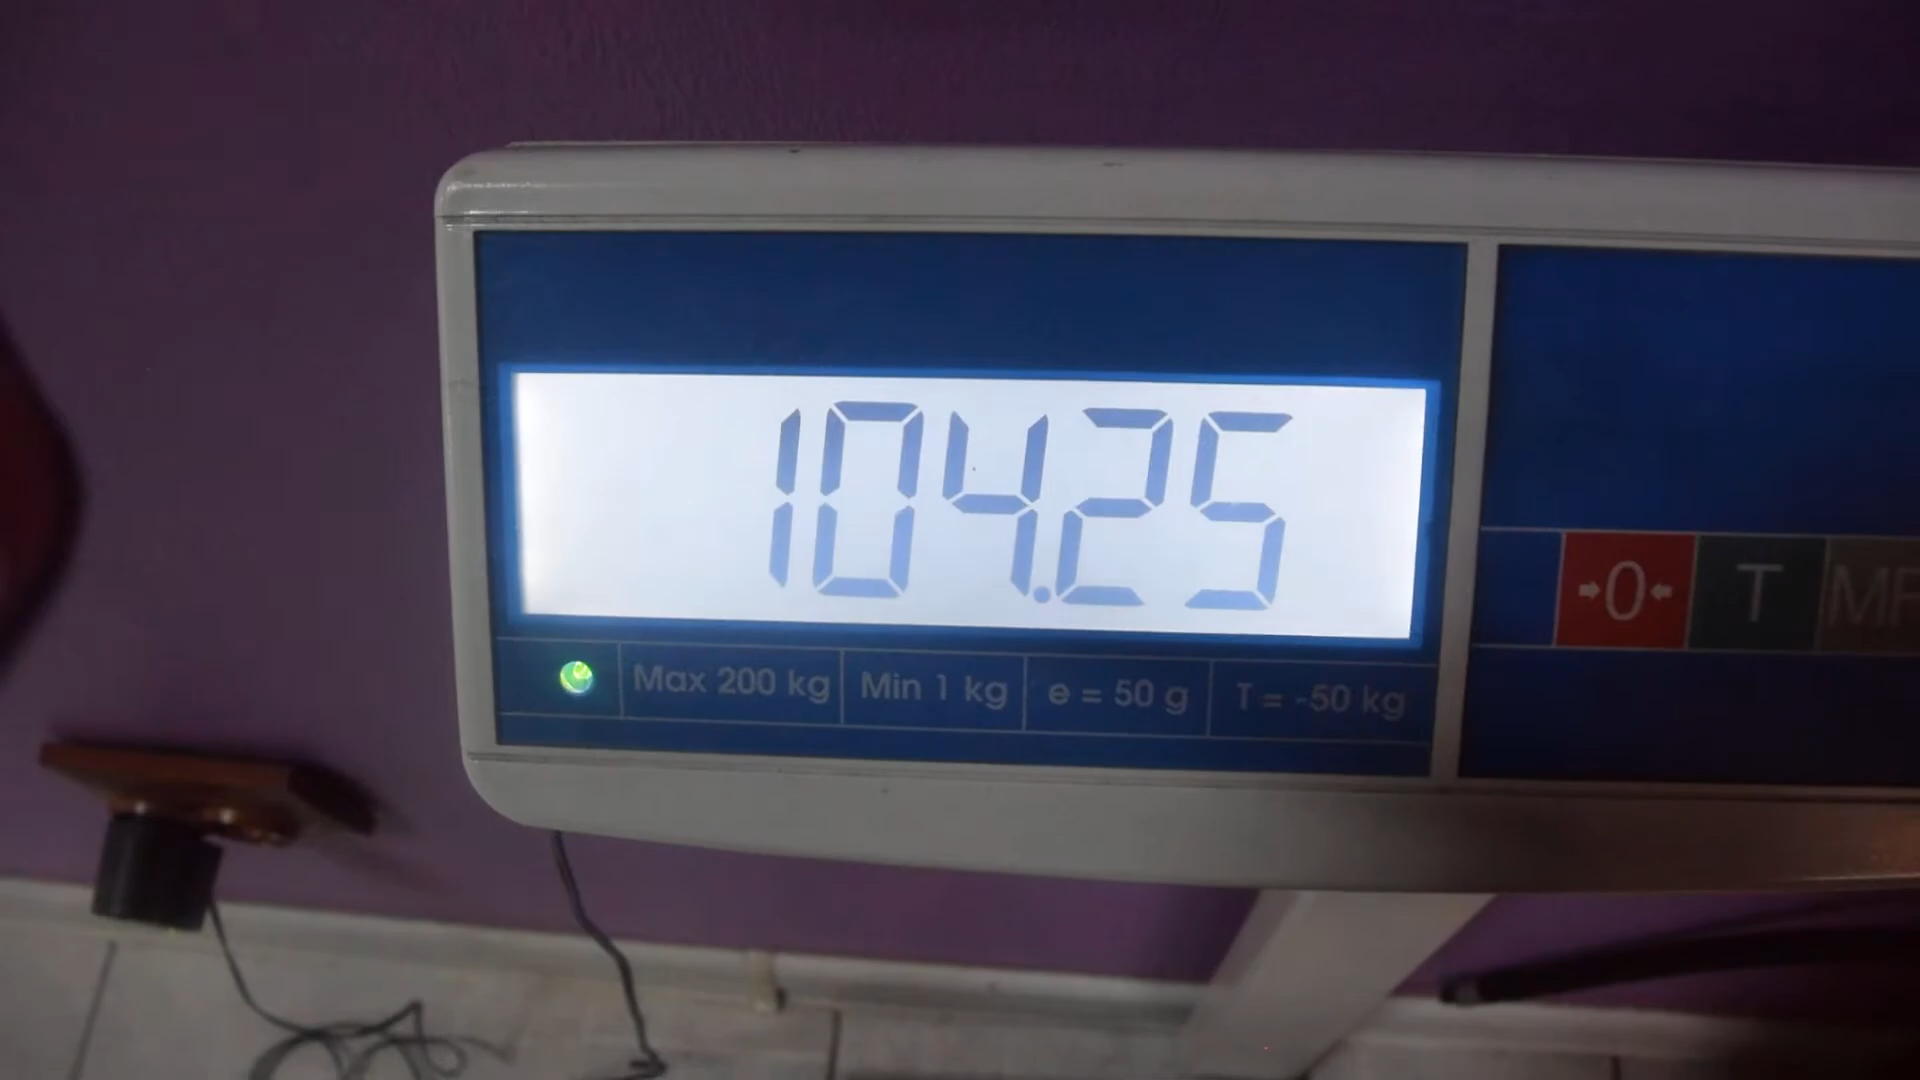 104.25
→0← T
Max 200 kg Min 1 kg e = 50 g T = -50 kg